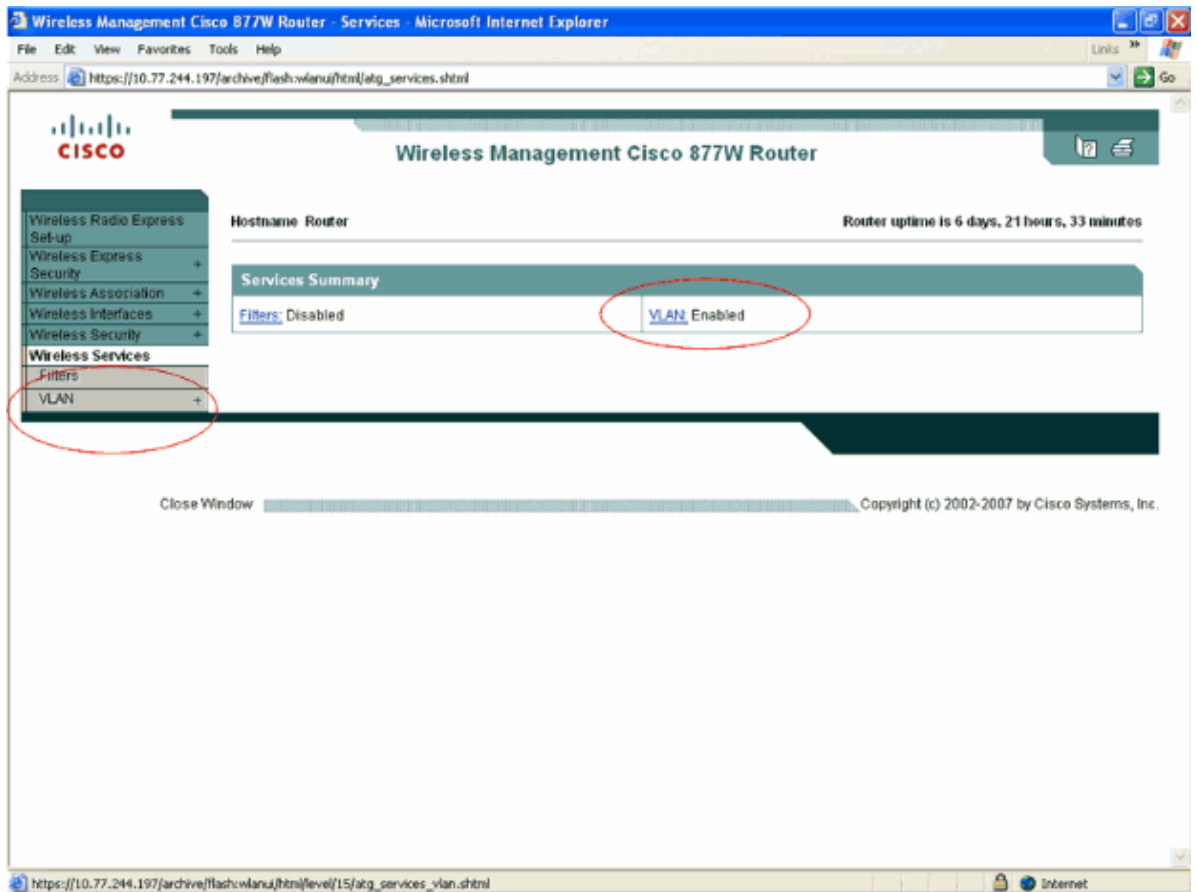 Wireless Management Cisco 877W Router - Services - Microsoft Internet Explorer
File Edit View Favorites Tools Help
Links »
Address https://10.77.244.197/archive/flash:wlanui/html/atg_services.shtml
Go
CISCO
Wireless Management Cisco 877W Router
Wireless Radio Express
Set-up
Wireless Express
Security +
Wireless Association +
Wireless Interfaces +
Wireless Security +
Wireless Services
Filters
VLAN +
Hostname Router
Router uptime is 6 days, 21 hours, 33 minutes
Services Summary
Filters: Disabled
VLAN: Enabled
Close Window
Copyright (c) 2002-2007 by Cisco Systems, Inc.
https://10.77.244.197/archive/flash:wlanui/html/level/15/atg_services_vlan.shtml
Internet